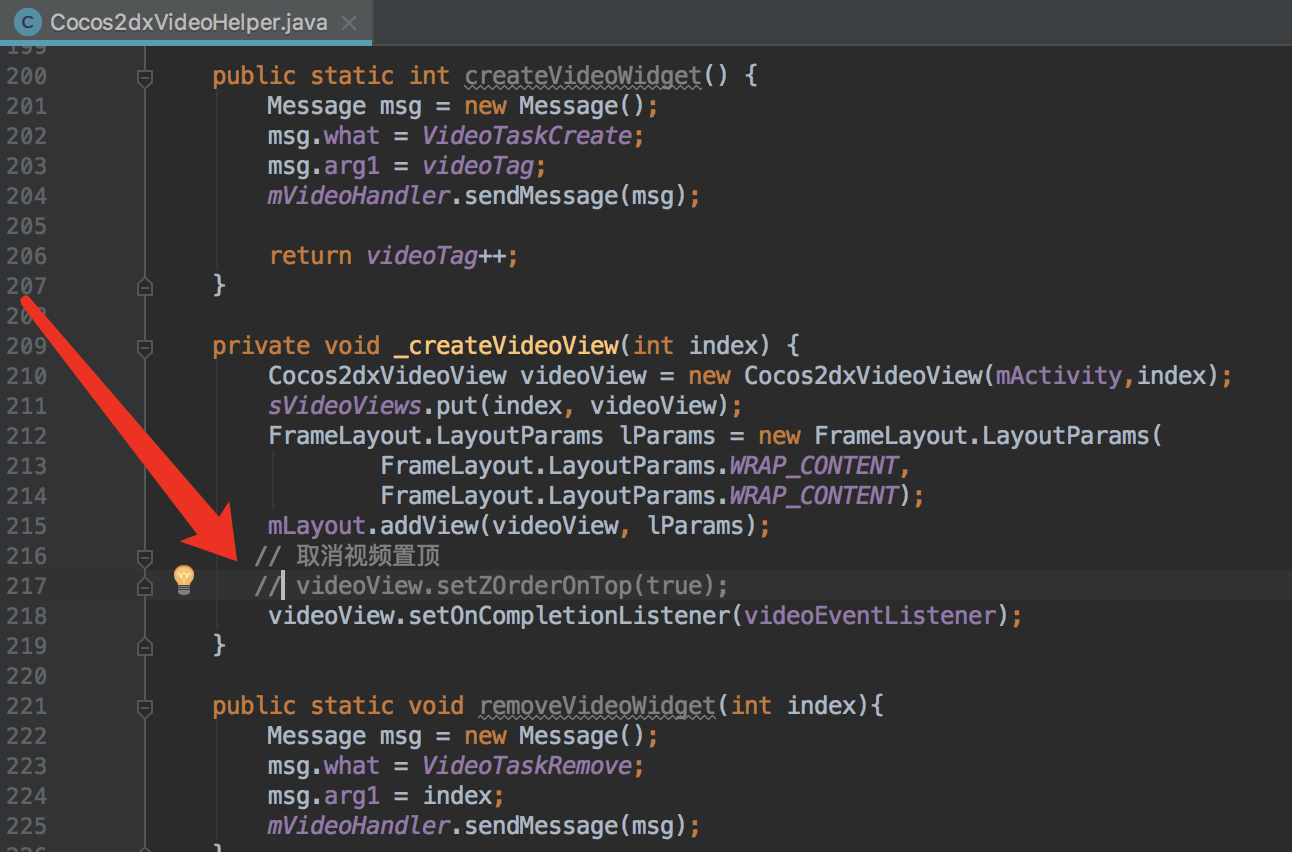 Cocos2dxVideoHelper.java
199
200 public static int createVideoWidget() {
201 Message msg = new Message();
202 msg.what = VideoTaskCreate;
203 msg.arg1 = videoTag;
204 mVideoHandler.sendMessage(msg);
205
206 return videoTag++;
207 }
208
209 private void _createVideoView(int index) {
210 Cocos2dxVideoView videoView = new Cocos2dxVideoView(mActivity,index);
211 sVideoViews.put(index, videoView);
212 FrameLayout.LayoutParams lParams = new FrameLayout.LayoutParams(
213 FrameLayout.LayoutParams.WRAP_CONTENT,
214 FrameLayout.LayoutParams.WRAP_CONTENT);
215 mLayout.addView(videoView, lParams);
216 // 取消视频置顶
217 // videoView.setZOrderOnTop(true);
218 videoView.setOnCompletionListener(videoEventListener);
219 }
220
221 public static void removeVideoWidget(int index){
222 Message msg = new Message();
223 msg.what = VideoTaskRemove;
224 msg.arg1 = index;
225 mVideoHandler.sendMessage(msg);
226 }